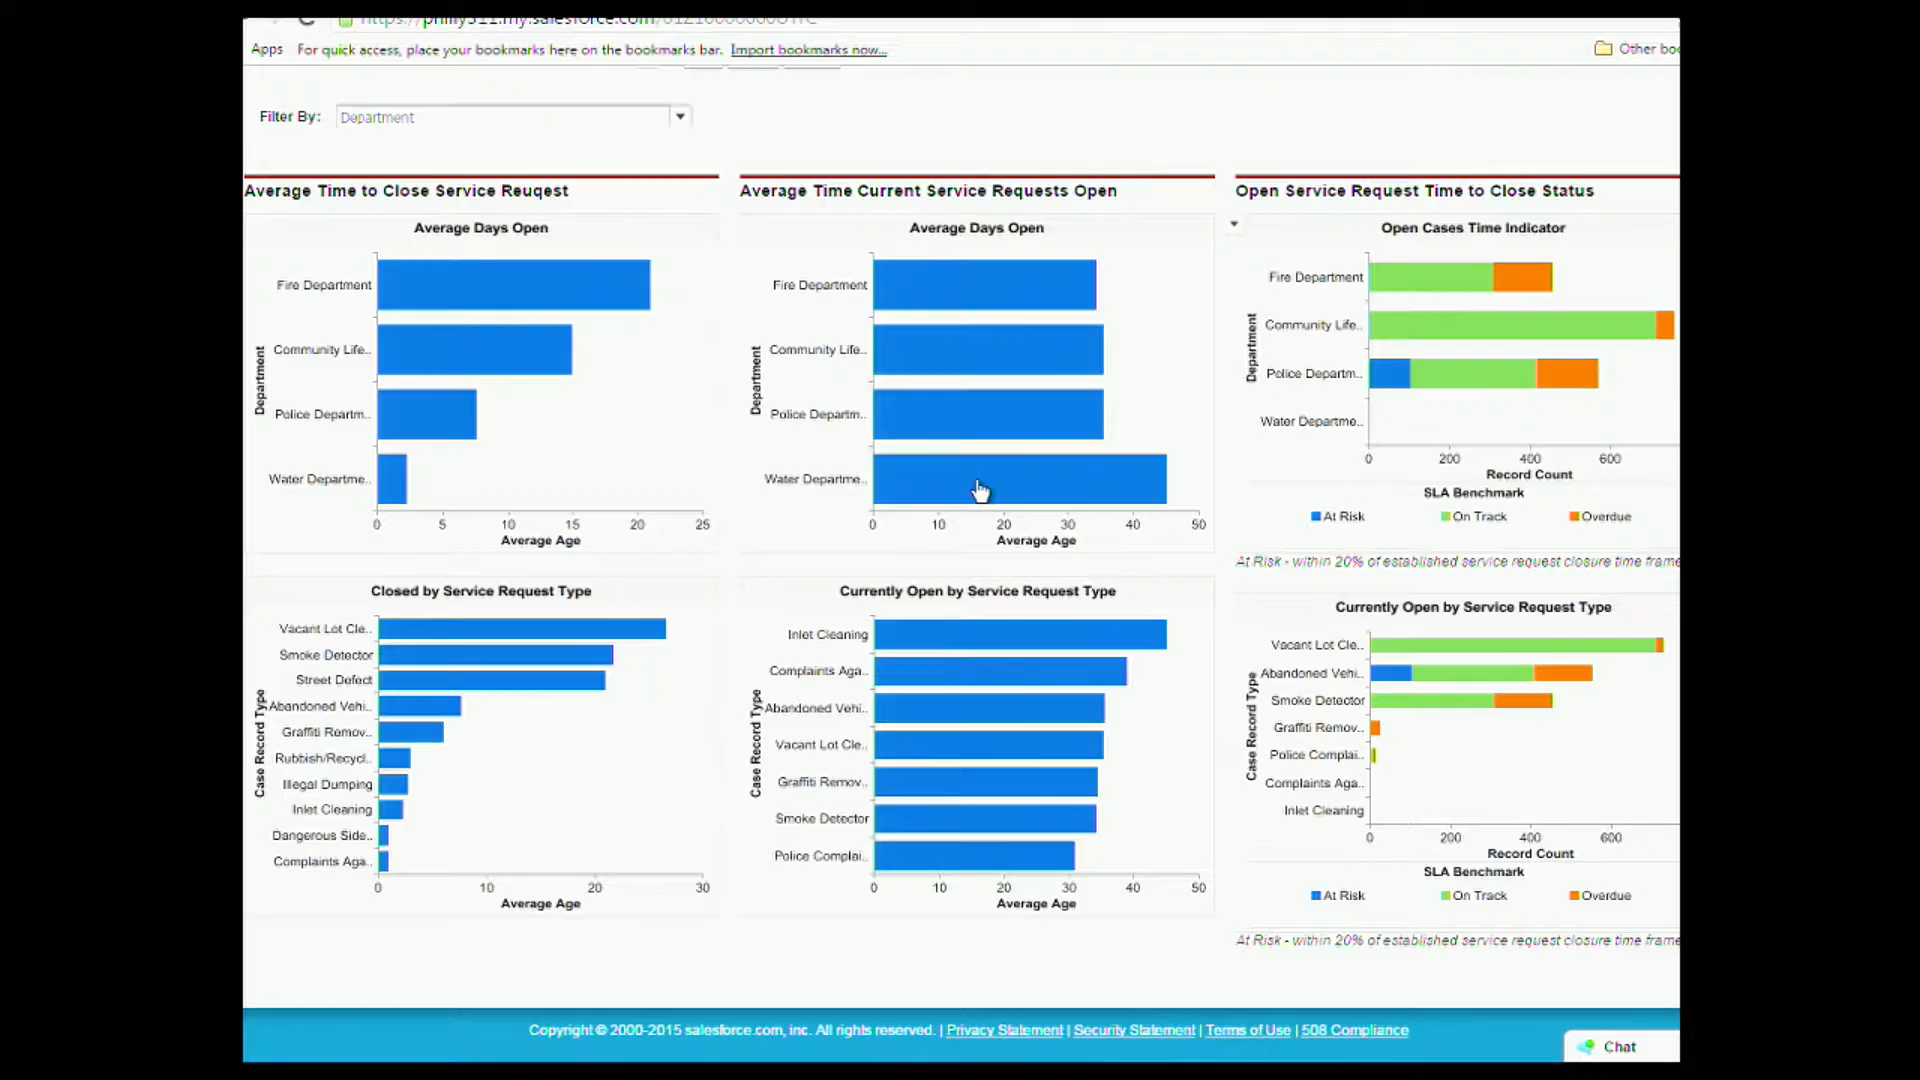 Apps For quick access, place your bookmarks here on the bookmarks bar. Import bookmarks now... Other boo
Filter By: Department
Average Time to Close Service Reuqest
Average Days Open
Department
Fire Department
Community Life..
Police Departm..
Water Departme..
0 5 10 15 20 25
Average Age
Closed by Service Request Type
Case Record Type
Vacant Lot Cle..
Smoke Detector
Street Defect
Abandoned Vehi..
Graffiti Remov..
Rubbish/Recycl..
Illegal Dumping
Inlet Cleaning
Dangerous Side..
Complaints Aga..
0 10 20 30
Average Age
Average Time Current Service Requests Open
Average Days Open
Department
Fire Department
Community Life..
Police Departm..
Water Departme..
0 10 20 30 40 50
Average Age
Currently Open by Service Request Type
Case Record Type
Inlet Cleaning
Complaints Aga..
Abandoned Vehi..
Vacant Lot Cle..
Graffiti Remov..
Smoke Detector
Police Complai..
0 10 20 30 40 50
Average Age
Open Service Request Time to Close Status
Open Cases Time Indicator
Department
Fire Department
Community Life..
Police Departm..
Water Departme..
0 200 400 600
Record Count
SLA Benchmark
At Risk On Track Overdue
At Risk - within 20% of established service request closure time frame
Currently Open by Service Request Type
Case Record Type
Vacant Lot Cle..
Abandoned Vehi..
Smoke Detector
Graffiti Remov..
Police Complai..
Complaints Aga..
Inlet Cleaning
0 200 400 600
Record Count
SLA Benchmark
At Risk On Track Overdue
At Risk - within 20% of established service request closure time frame
Copyright © 2000-2015 salesforce.com, inc. All rights reserved. | Privacy Statement | Security Statement | Terms of Use | 508 Compliance
Chat